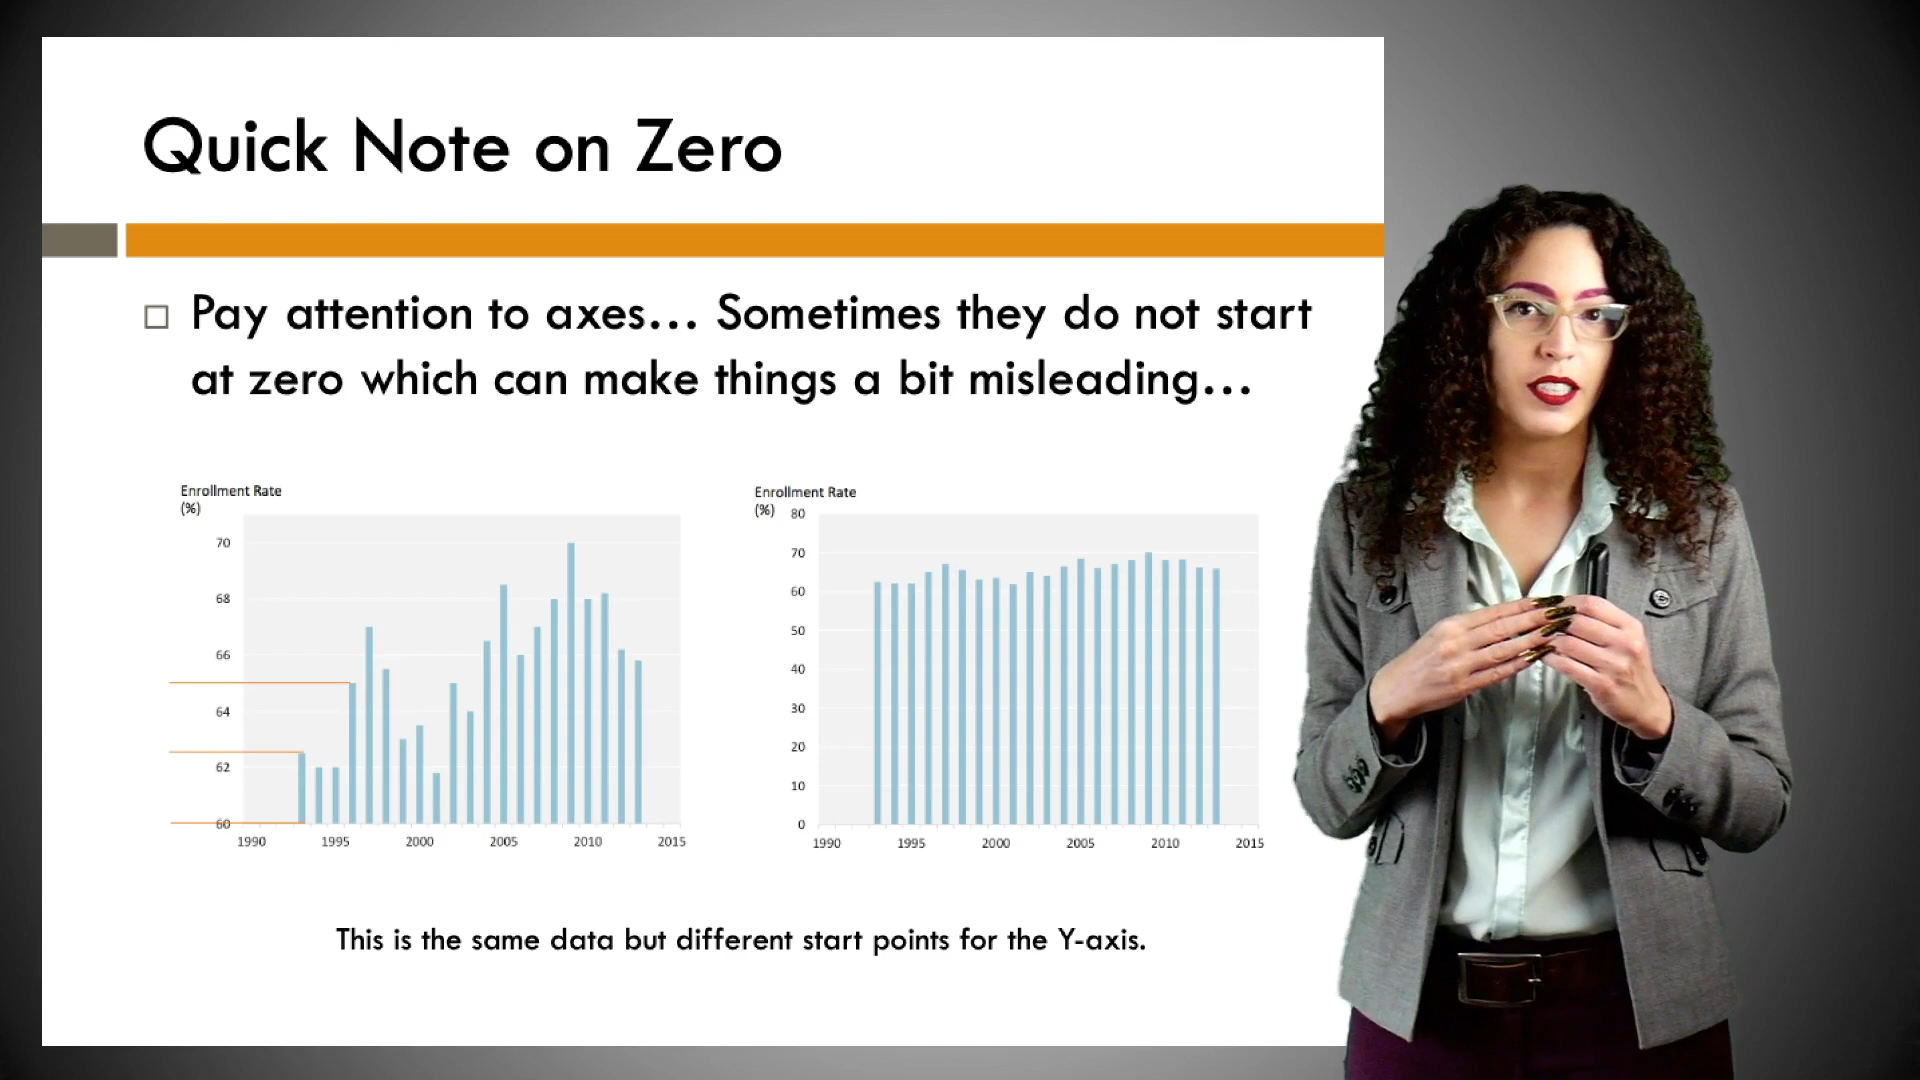 Quick Note on Zero
Pay attention to axes... Sometimes they do not start
at zero which can make things a bit misleading...
Enrollment Rate
(%)
70
68
66
64
62
60
1990 1995 2000 2005 2010 2015
Enrollment Rate
(%) 80
70
60
50
40
30
20
10
0
1990 1995 2000 2005 2010 2015
This is the same data but different start points for the Y-axis.